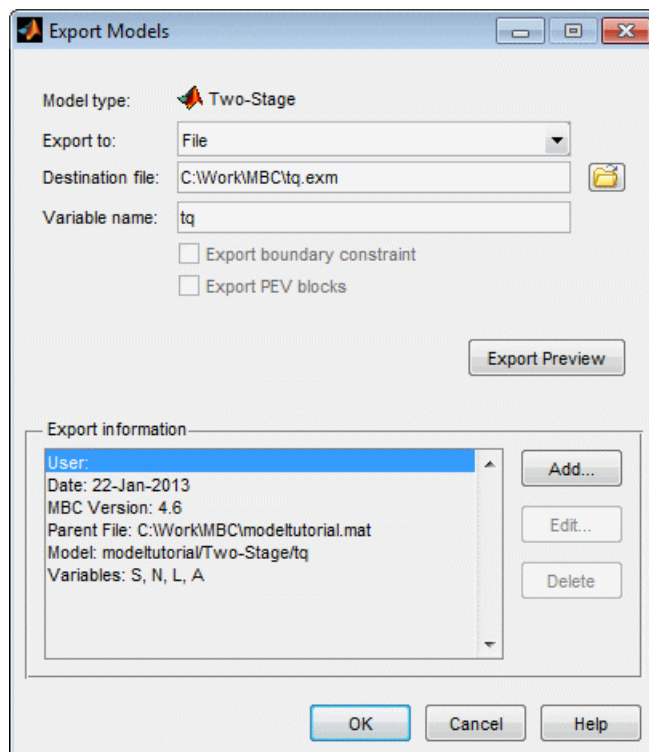 Export Models
Model type: Two-Stage
Export to: File
Destination file: C:\Work\MBC\tq.exm
Variable name: tq
Export boundary constraint
Export PEV blocks
Export Preview
Export information
User:
Date: 22-Jan-2013
MBC Version: 4.6
Parent File: C:\Work\MBC\modeltutorial.mat
Model: modeltutorial/Two-Stage/tq
Variables: S, N, L, A
Add...
Edit...
Delete
OK Cancel Help